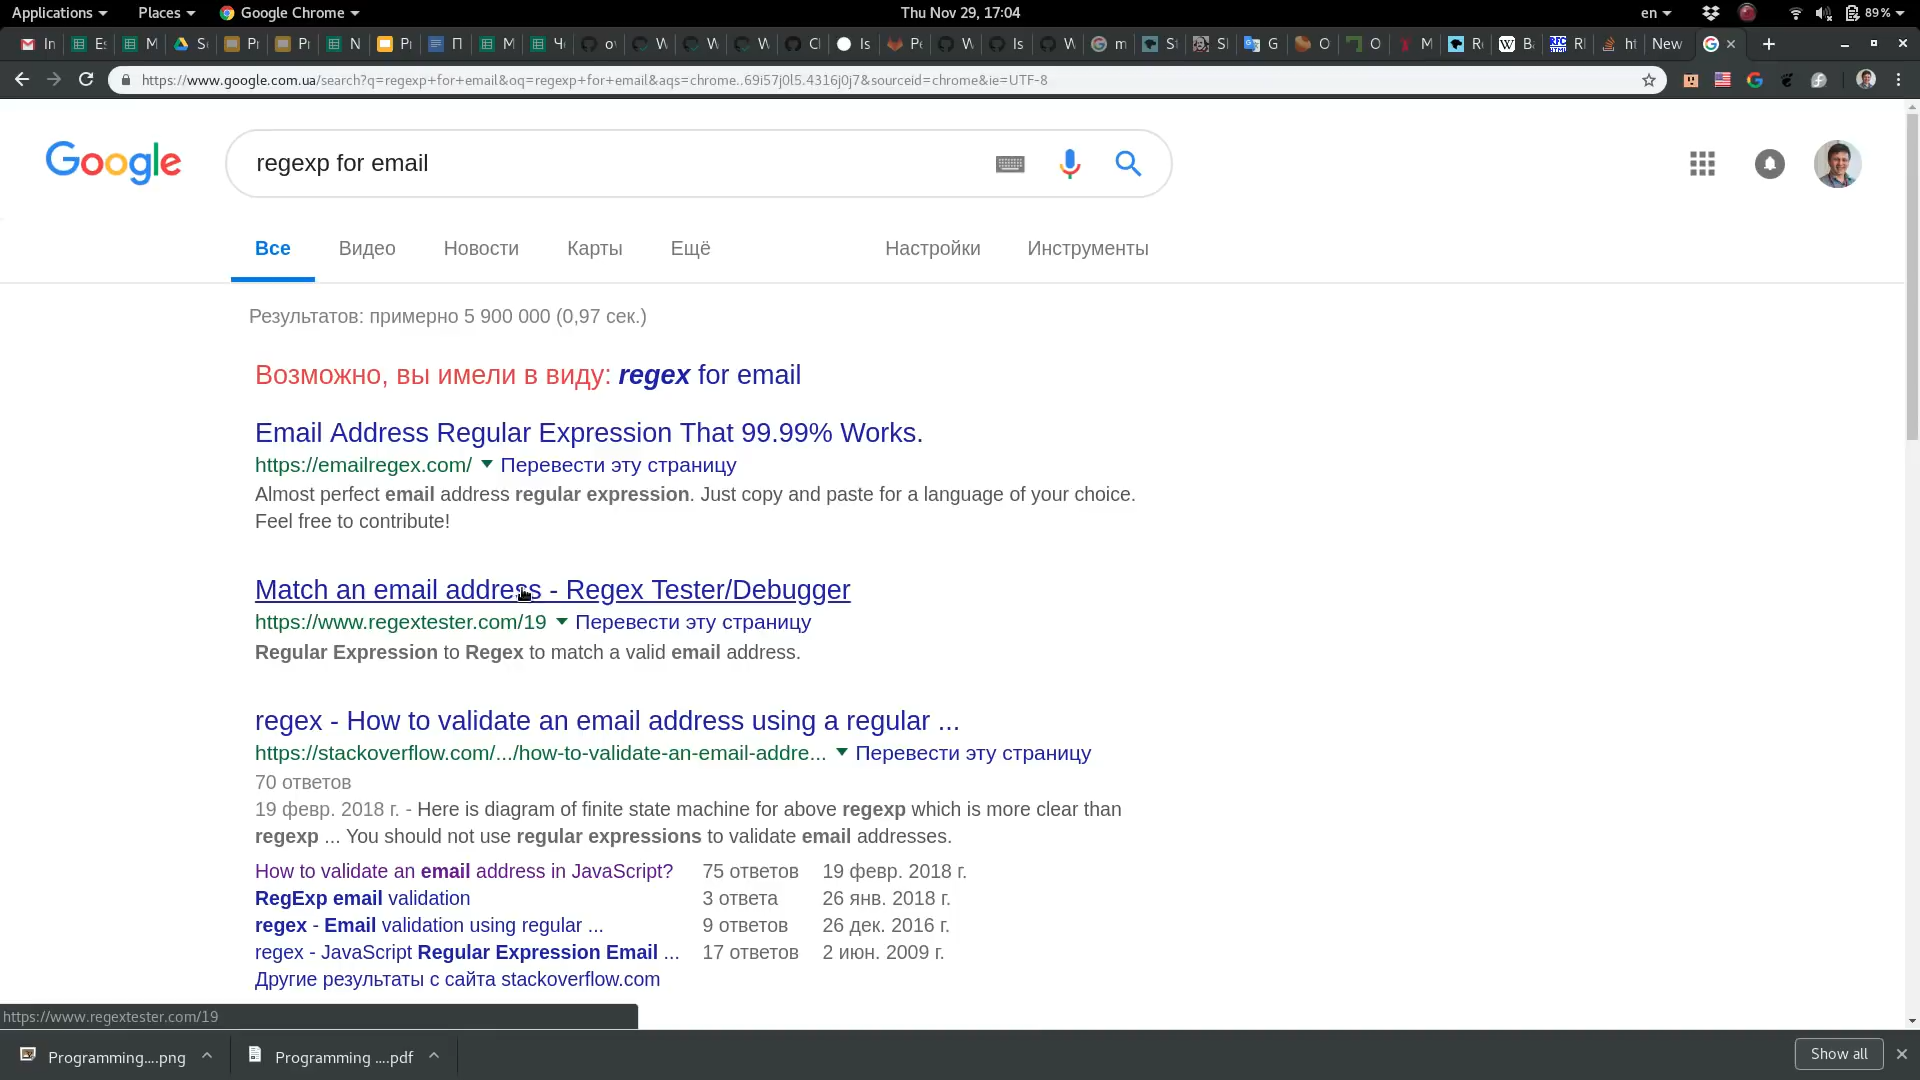 Applications Places Google Chrome Thu Nov 29, 17:04 en 89%
New
https://www.google.com.ua/search?q=regexp+for+email&oq=regexp+for+email&aqs=chrome..69i57j0l5.4316j0j7&sourceid=chrome&ie=UTF-8
Google regexp for email
Все Видео Новости Карты Ещё Настройки Инструменты
Результатов: примерно 5 900 000 (0,97 сек.)
Возможно, вы имели в виду: regex for email
Email Address Regular Expression That 99.99% Works.
https://emailregex.com/ Перевести эту страницу
Almost perfect email address regular expression. Just copy and paste for a language of your choice.
Feel free to contribute!
Match an email address - Regex Tester/Debugger
https://www.regextester.com/19 Перевести эту страницу
Regular Expression to Regex to match a valid email address.
regex - How to validate an email address using a regular ...
https://stackoverflow.com/.../how-to-validate-an-email-addre... Перевести эту страницу
70 ответов
19 февр. 2018 г. - Here is diagram of finite state machine for above regexp which is more clear than
regexp ... You should not use regular expressions to validate email addresses.
How to validate an email address in JavaScript? 75 ответов 19 февр. 2018 г.
RegExp email validation 3 ответа 26 янв. 2018 г.
regex - Email validation using regular ... 9 ответов 26 дек. 2016 г.
regex - JavaScript Regular Expression Email ... 17 ответов 2 июн. 2009 г.
Другие результаты с сайта stackoverflow.com
https://www.regextester.com/19
Programming....png Programming ....pdf Show all